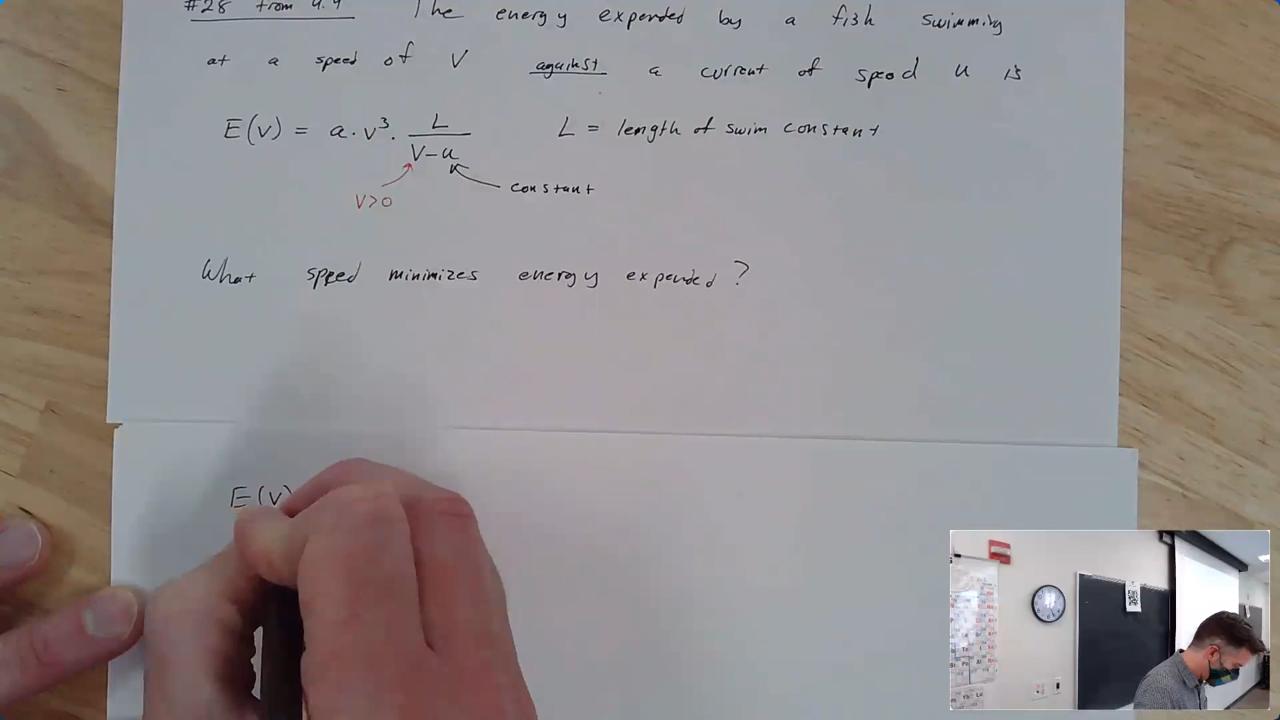 #28 from 4.4 The energy expended by a fish swimming
at a speed of V against a current of speed u is
E(v) = a · v³ · L / (V-u) L = length of swim constant
V>0 constant
What speed minimizes energy expended?
E(v)